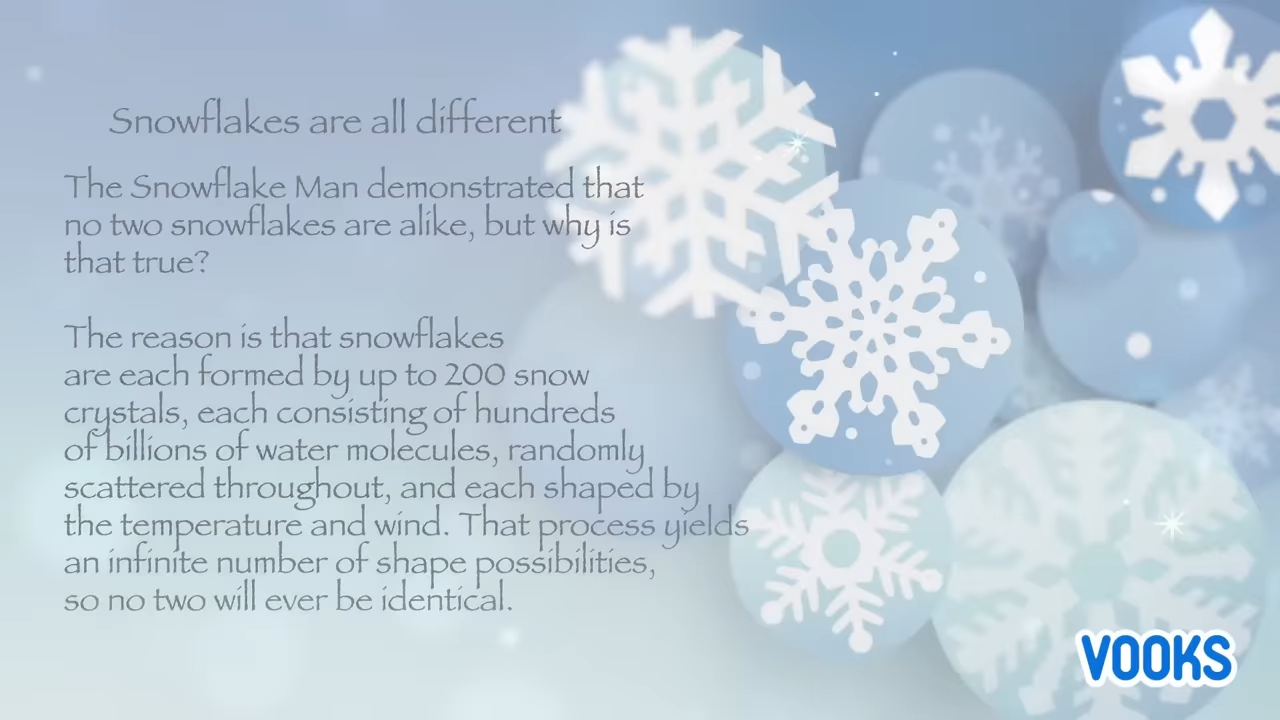 Snowflakes are all different
The Snowflake Man demonstrated that
no two snowflakes are alike, but why is
that true?
The reason is that snowflakes
are each formed by up to 200 snow
crystals, each consisting of hundreds
of billions of water molecules, randomly
scattered throughout, and each shaped by
the temperature and wind. That process yields
an infinite number of shape possibilities,
so no two will ever be identical.
VOOKS